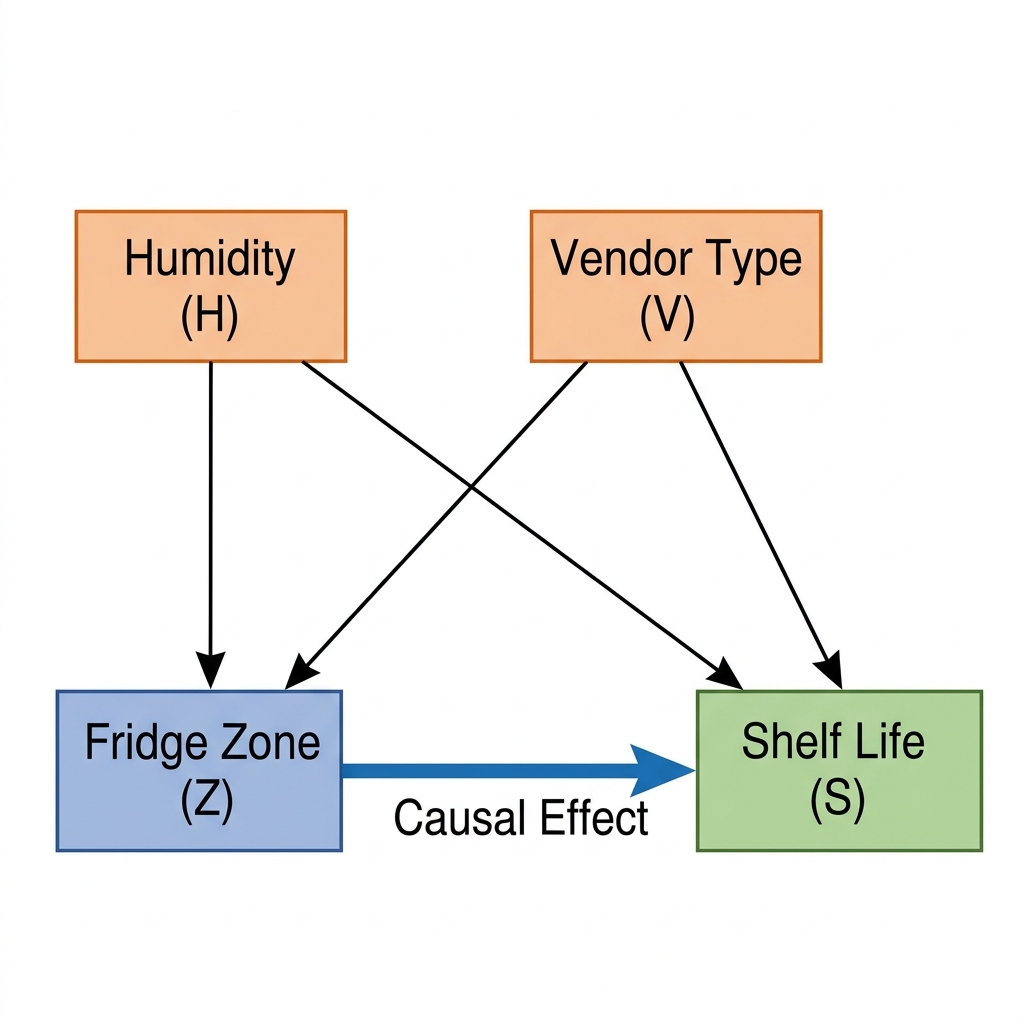 Humidity
(H)
Vendor Type
(V)
Fridge Zone
(Z)
Causal Effect
Shelf Life
(S)